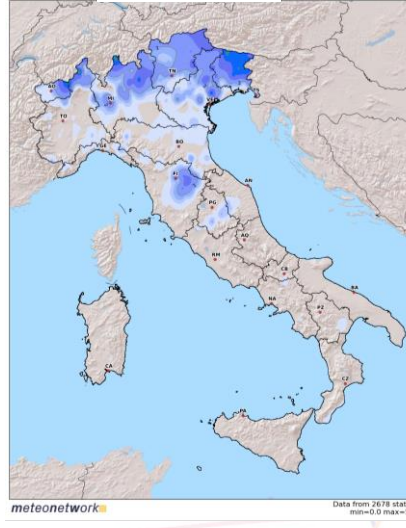 AO
TN
MI
TO
BO
FI
AN
PG
AQ
RM
CB
BA
NA
PZ
CZ
CA
PA
meteonetwork
Data from 2678 stat
min=0.0 max=